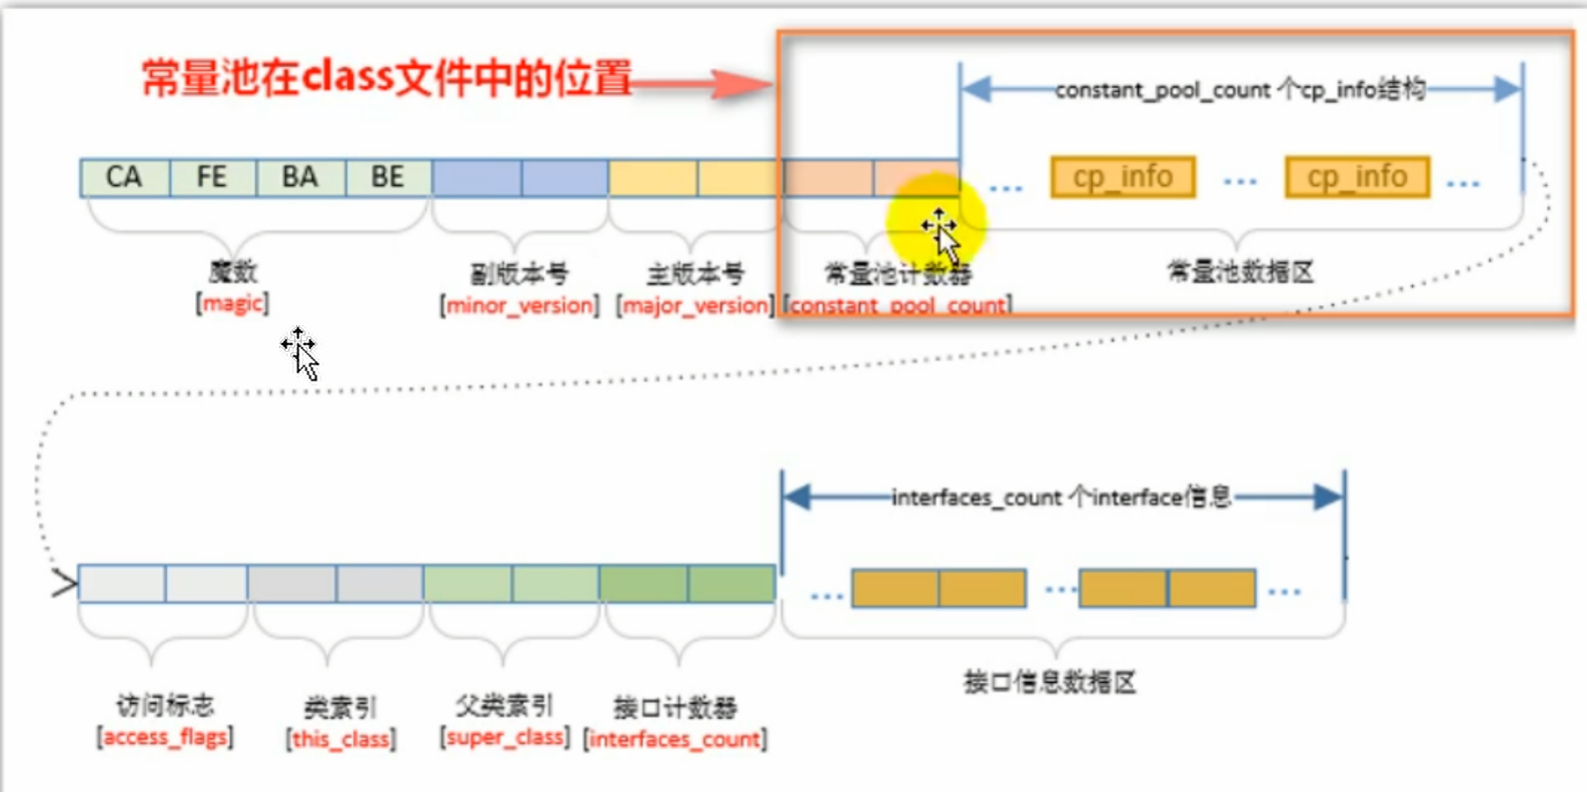 常量池在class文件中的位置
constant_pool_count 个cp_info结构
CA FE BA BE
cp_info cp_info
魔数 副版本号 主版本号 常量池计数器 常量池数据区
[magic] [minor_version] [major_version] [constant_pool_count]
interfaces_count 个interface信息
接口信息数据区
访问标志 类索引 父类索引 接口计数器
[access_flags] [this_class] [super_class] [interfaces_count]